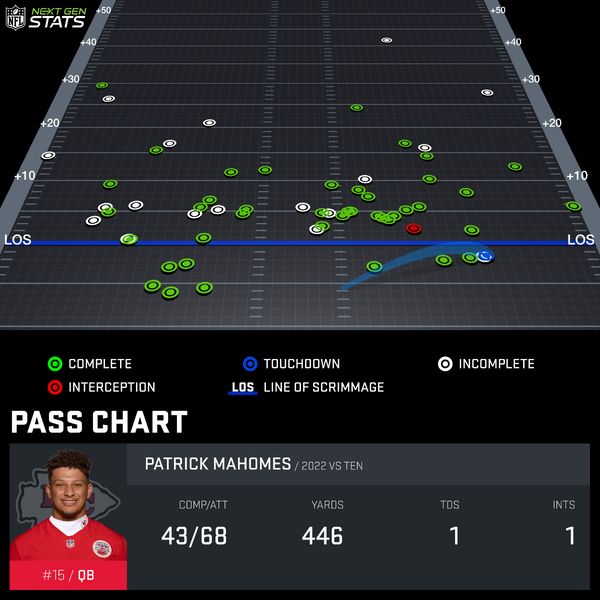 NFL NEXT GEN STATS
+50 +50
+30 +30
+20 +20
+10 +10
LOS LOS
COMPLETE TOUCHDOWN INCOMPLETE
INTERCEPTION LOS LINE OF SCRIMMAGE
PASS CHART
PATRICK MAHOMES / 2022 VS TEN
COMP/ATT YARDS TDS INTS
43/68 446 1 1
#15 / QB